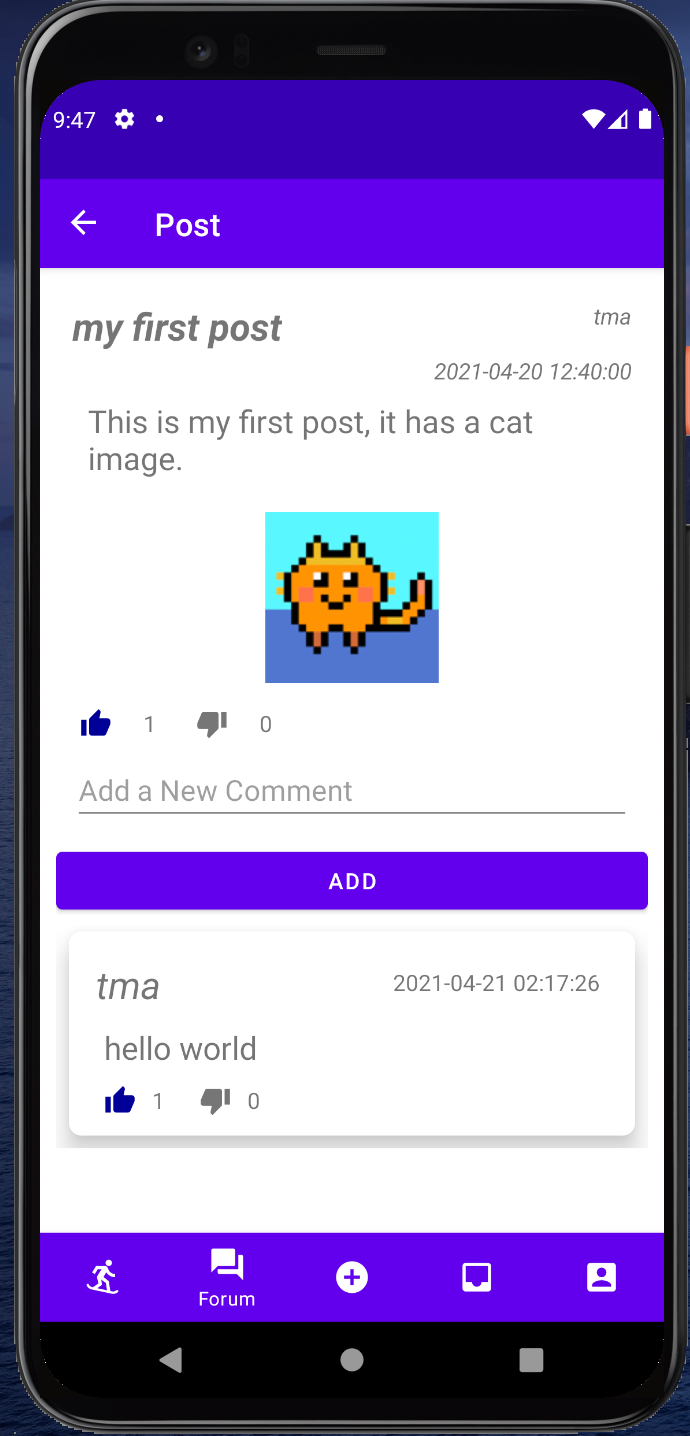 9:47
Post
my first post
tma
2021-04-20 12:40:00
This is my first post, it has a cat
image.
1
0
Add a New Comment
ADD
tma
2021-04-21 02:17:26
hello world
1
0
Forum